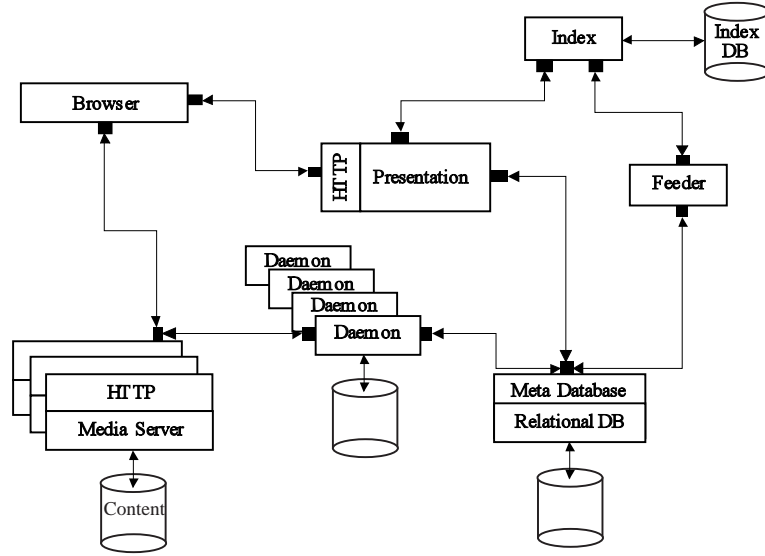 Index
Index
DB
Browser
HTTP
Presentation
Feeder
Daemon
Daemon
Daemon
Daemon
HTTP
Media Server
Meta Database
Relational DB
Content